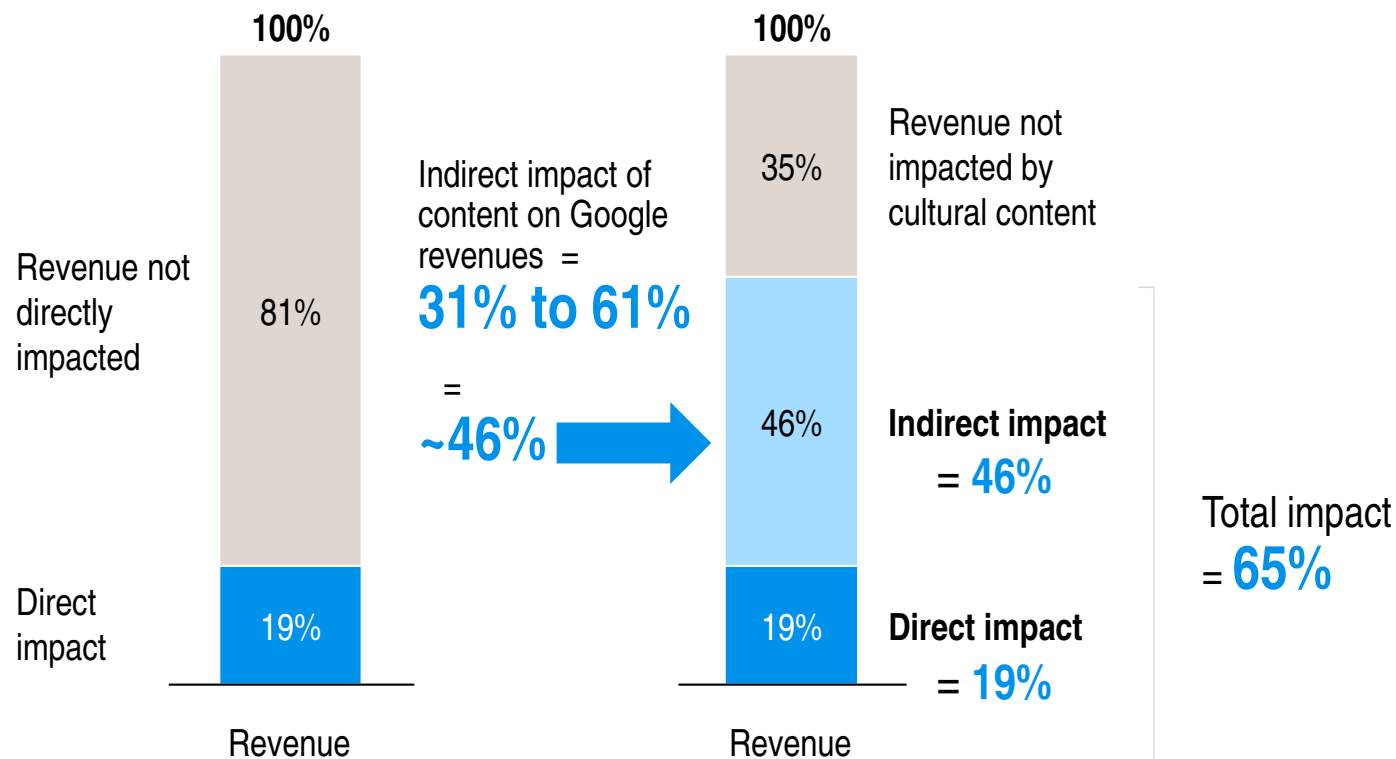 100%
Revenue not
directly
impacted
81%
Direct
impact
19%
Revenue
Indirect impact of
content on Google
revenues =
31% to 61%
=
~46%
100%
35%
Revenue not
impacted by
cultural content
46%
Indirect impact
= 46%
19%
Direct impact
= 19%
Revenue
Total impact
= 65%